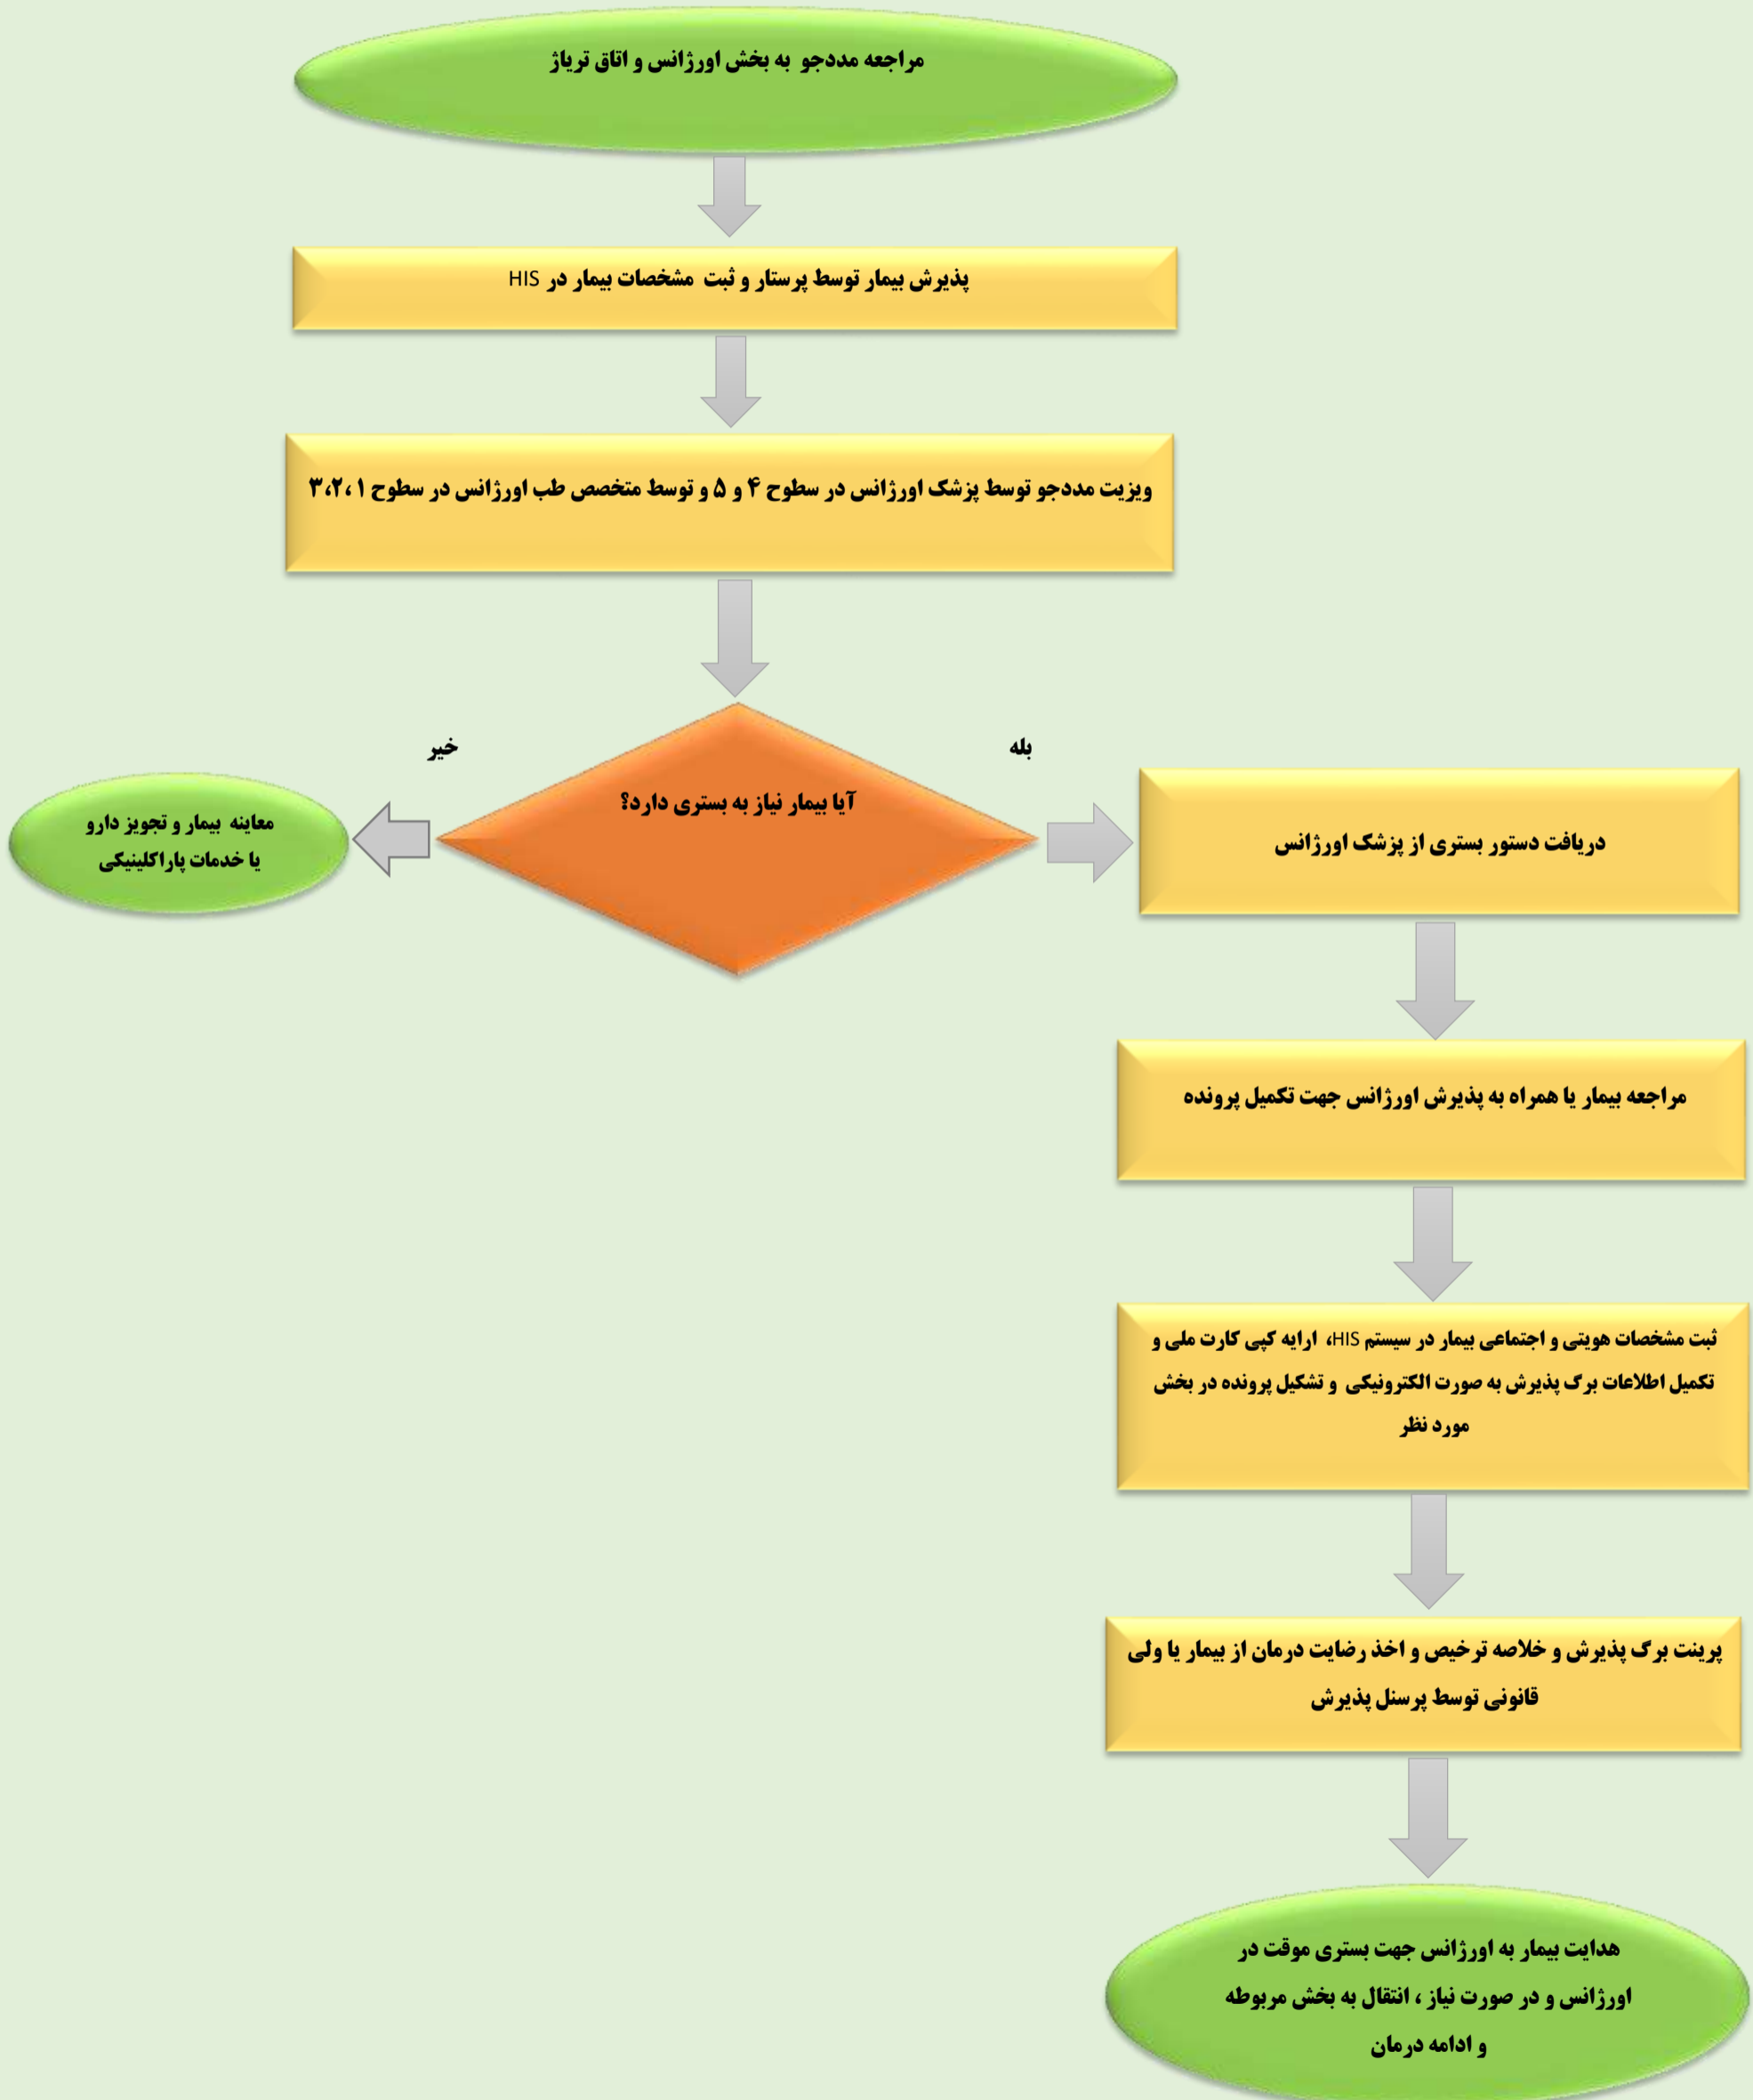 مراجعه مددجو به بخش اورژانس و اتاق تریاژ
پذیرش بیمار توسط پرستار و ثبت مشخصات بیمار در HIS
ویزیت مددجو توسط پزشک اورژانس در سطوح ۴ و ۵ و توسط متخصص طب اورژانس در سطوح ۱ ،۳،۲
آیا بیمار نیاز به بستری دارد؟
بله
خیر
معاینه بیمار و تجویز دارو
یا خدمات پاراکلینیکی
دریافت دستور بستری از پزشک اورژانس
مراجعه بیمار یا همراه به پذیرش اورژانس جهت تکمیل پرونده
ثبت مشخصات هویتی و اجتماعی بیمار در سیستم HIS، ارایه کپی کارت ملی و
تکمیل اطلاعات برگ پذیرش به صورت الکترونیکی و تشکیل پرونده در بخش
مورد نظر
پرینت برگ پذیرش و خلاصه ترخیص و اخذ رضایت درمان از بیمار یا ولی
قانونی توسط پرسنل پذیرش
هدایت بیمار به اورژانس جهت بستری موقت در
اورژانس و در صورت نیاز ، انتقال به بخش مربوطه
و ادامه درمان